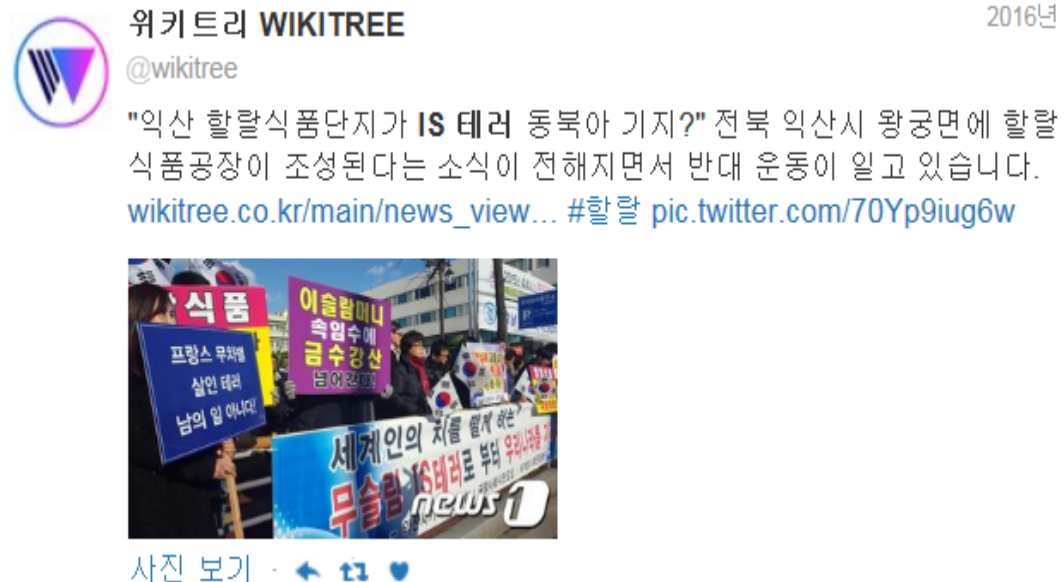 위키트리 WIKITREE
2016년
@wikitree
"익산 할랄식품단지가 IS 테러 동북아 기지?" 전북 익산시 왕궁면에 할랄
식품공장이 조성된다는 소식이 전해지면서 반대 운동이 일고 있습니다.
wikitree.co.kr/main/news_view... #할랄 pic.twitter.com/70Yp9iug6w
식품
이슬람머니
속임수에
금수강산
넘어간다!
프랑스 무차별
살인 테러
남의 일 아니다!
세계인의 치를 떨게 하는
무슬림 IS테러로 부터 우리나라를
news1
사진 보기